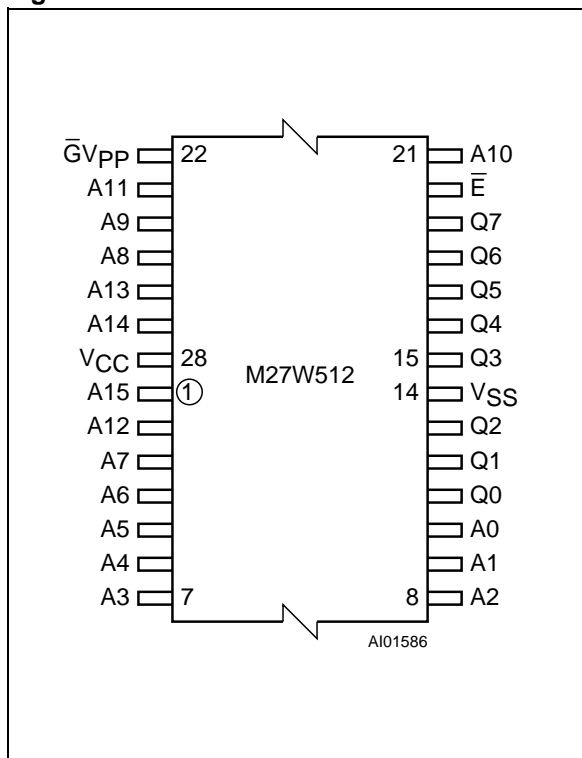 ḠVPP 22 21 A10
A11 Ē
A9 Q7
A8 Q6
A13 Q5
A14 Q4
VCC 28 15 Q3
M27W512
A15 1 14 VSS
A12 Q2
A7 Q1
A6 Q0
A5 A0
A4 A1
A3 7 8 A2
AI01586